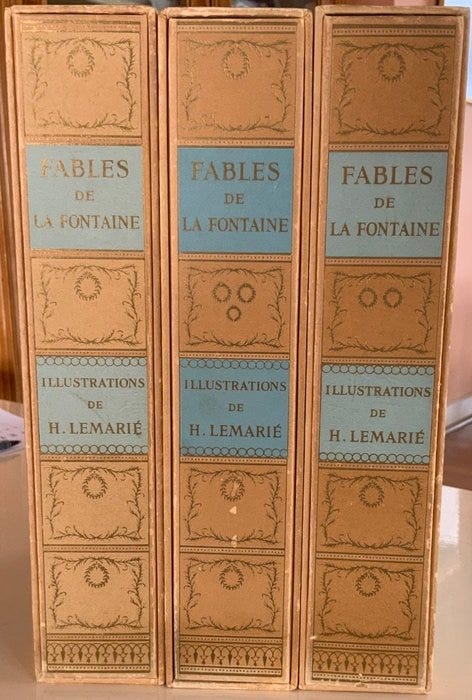 FABLES
DE
LA FONTAINE
ILLUSTRATIONS
DE
H. LEMARIÉ
FABLES
DE
LA FONTAINE
ILLUSTRATIONS
DE
H. LEMARIÉ
FABLES
DE
LA FONTAINE
ILLUSTRATIONS
DE
H. LEMARIÉ